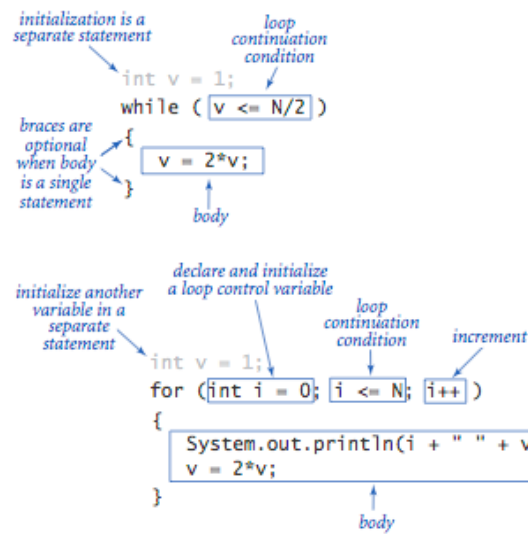 initialization is a
separate statement
loop
continuation
condition
int v = 1;
while ( v <= N/2 )
braces are
optional
when body
is a single
statement
{
v = 2*v;
}
body
declare and initialize
a loop control variable
initialize another
variable in a
separate
statement
loop
continuation
condition
increment
int v = 1;
for (int i = 0; i <= N; i++ )
{
System.out.println(i + " " + v
v = 2*v;
}
body